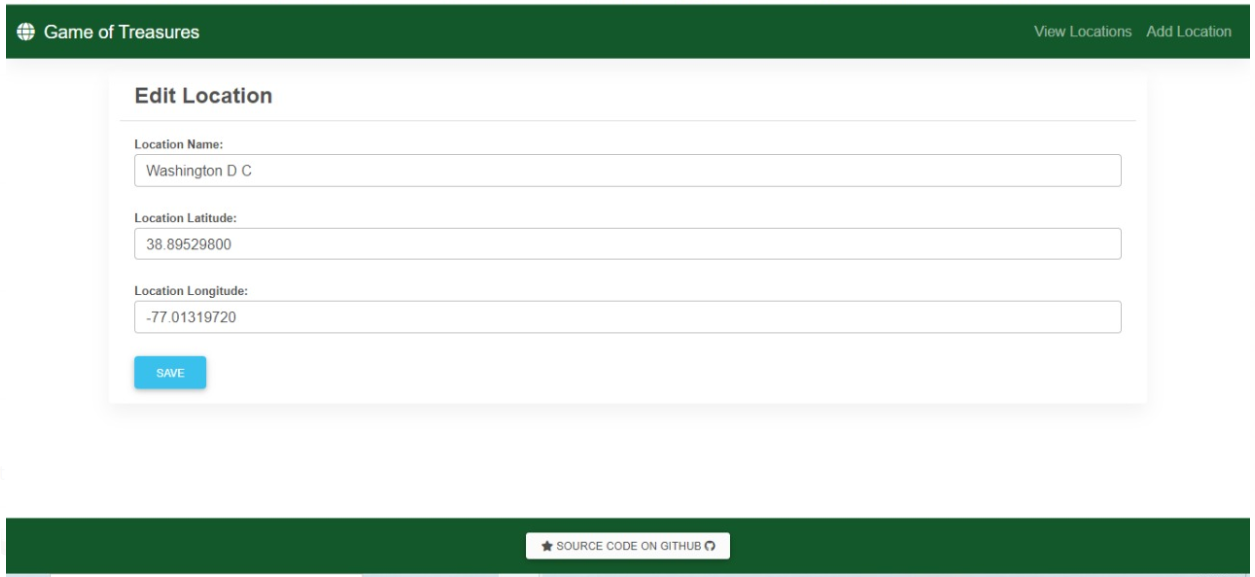 Game of Treasures View Locations Add Location
Edit Location
Location Name:
Washington D C
Location Latitude:
38.89529800
Location Longitude:
-77.01319720
SAVE
SOURCE CODE ON GITHUB